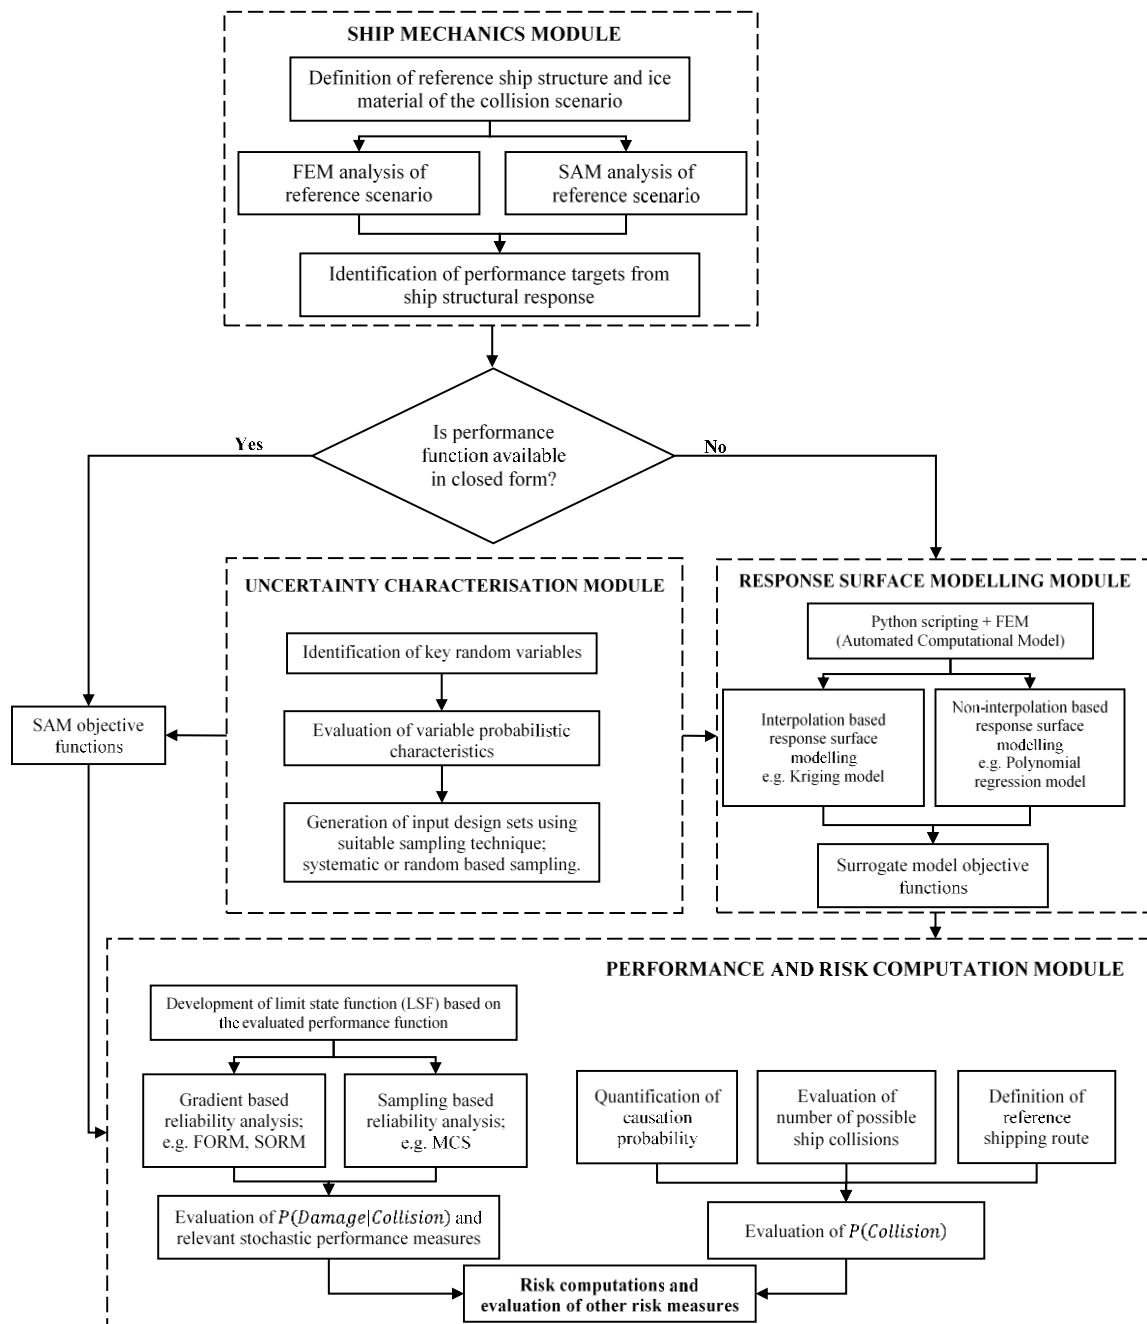 SHIP MECHANICS MODULE
Definition of reference ship structure and ice
material of the collision scenario
FEM analysis of
reference scenario
SAM analysis of
reference scenario
Identification of performance targets from
ship structural response
Is performance
function available
in closed form?
Yes
No
UNCERTAINTY CHARACTERISATION MODULE
Identification of key random variables
Evaluation of variable probabilistic
characteristics
Generation of input design sets using
suitable sampling technique;
systematic or random based sampling.
SAM objective
functions
RESPONSE SURFACE MODELLING MODULE
Python scripting + FEM
(Automated Computational Model)
Interpolation based
response surface
modelling
e.g. Kriging model
Non-interpolation based
response surface
modelling
e.g. Polynomial
regression model
Surrogate model objective
functions
PERFORMANCE AND RISK COMPUTATION MODULE
Development of limit state function (LSF) based on
the evaluated performance function
Gradient based
reliability analysis;
e.g. FORM, SORM
Sampling based
reliability analysis;
e.g. MCS
Quantification of
causation
probability
Evaluation of
number of possible
ship collisions
Definition of
reference
shipping route
Evaluation of P(Damage|Collision) and
relevant stochastic performance measures
Evaluation of P(Collision)
Risk computations and
evaluation of other risk measures